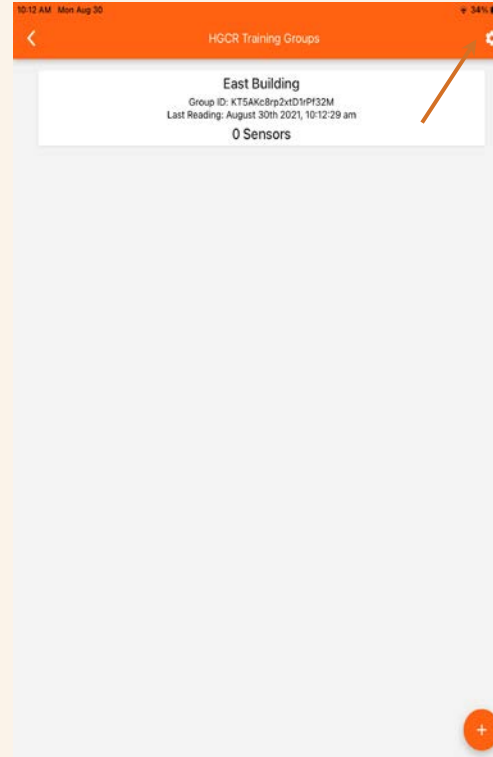 10:12 AM Mon Aug 30 34%
HGCR Training Groups
East Building
Group ID: KT5AKc8rp2xtD1rPf32M
Last Reading: August 30th 2021, 10:12:29 am
0 Sensors
+